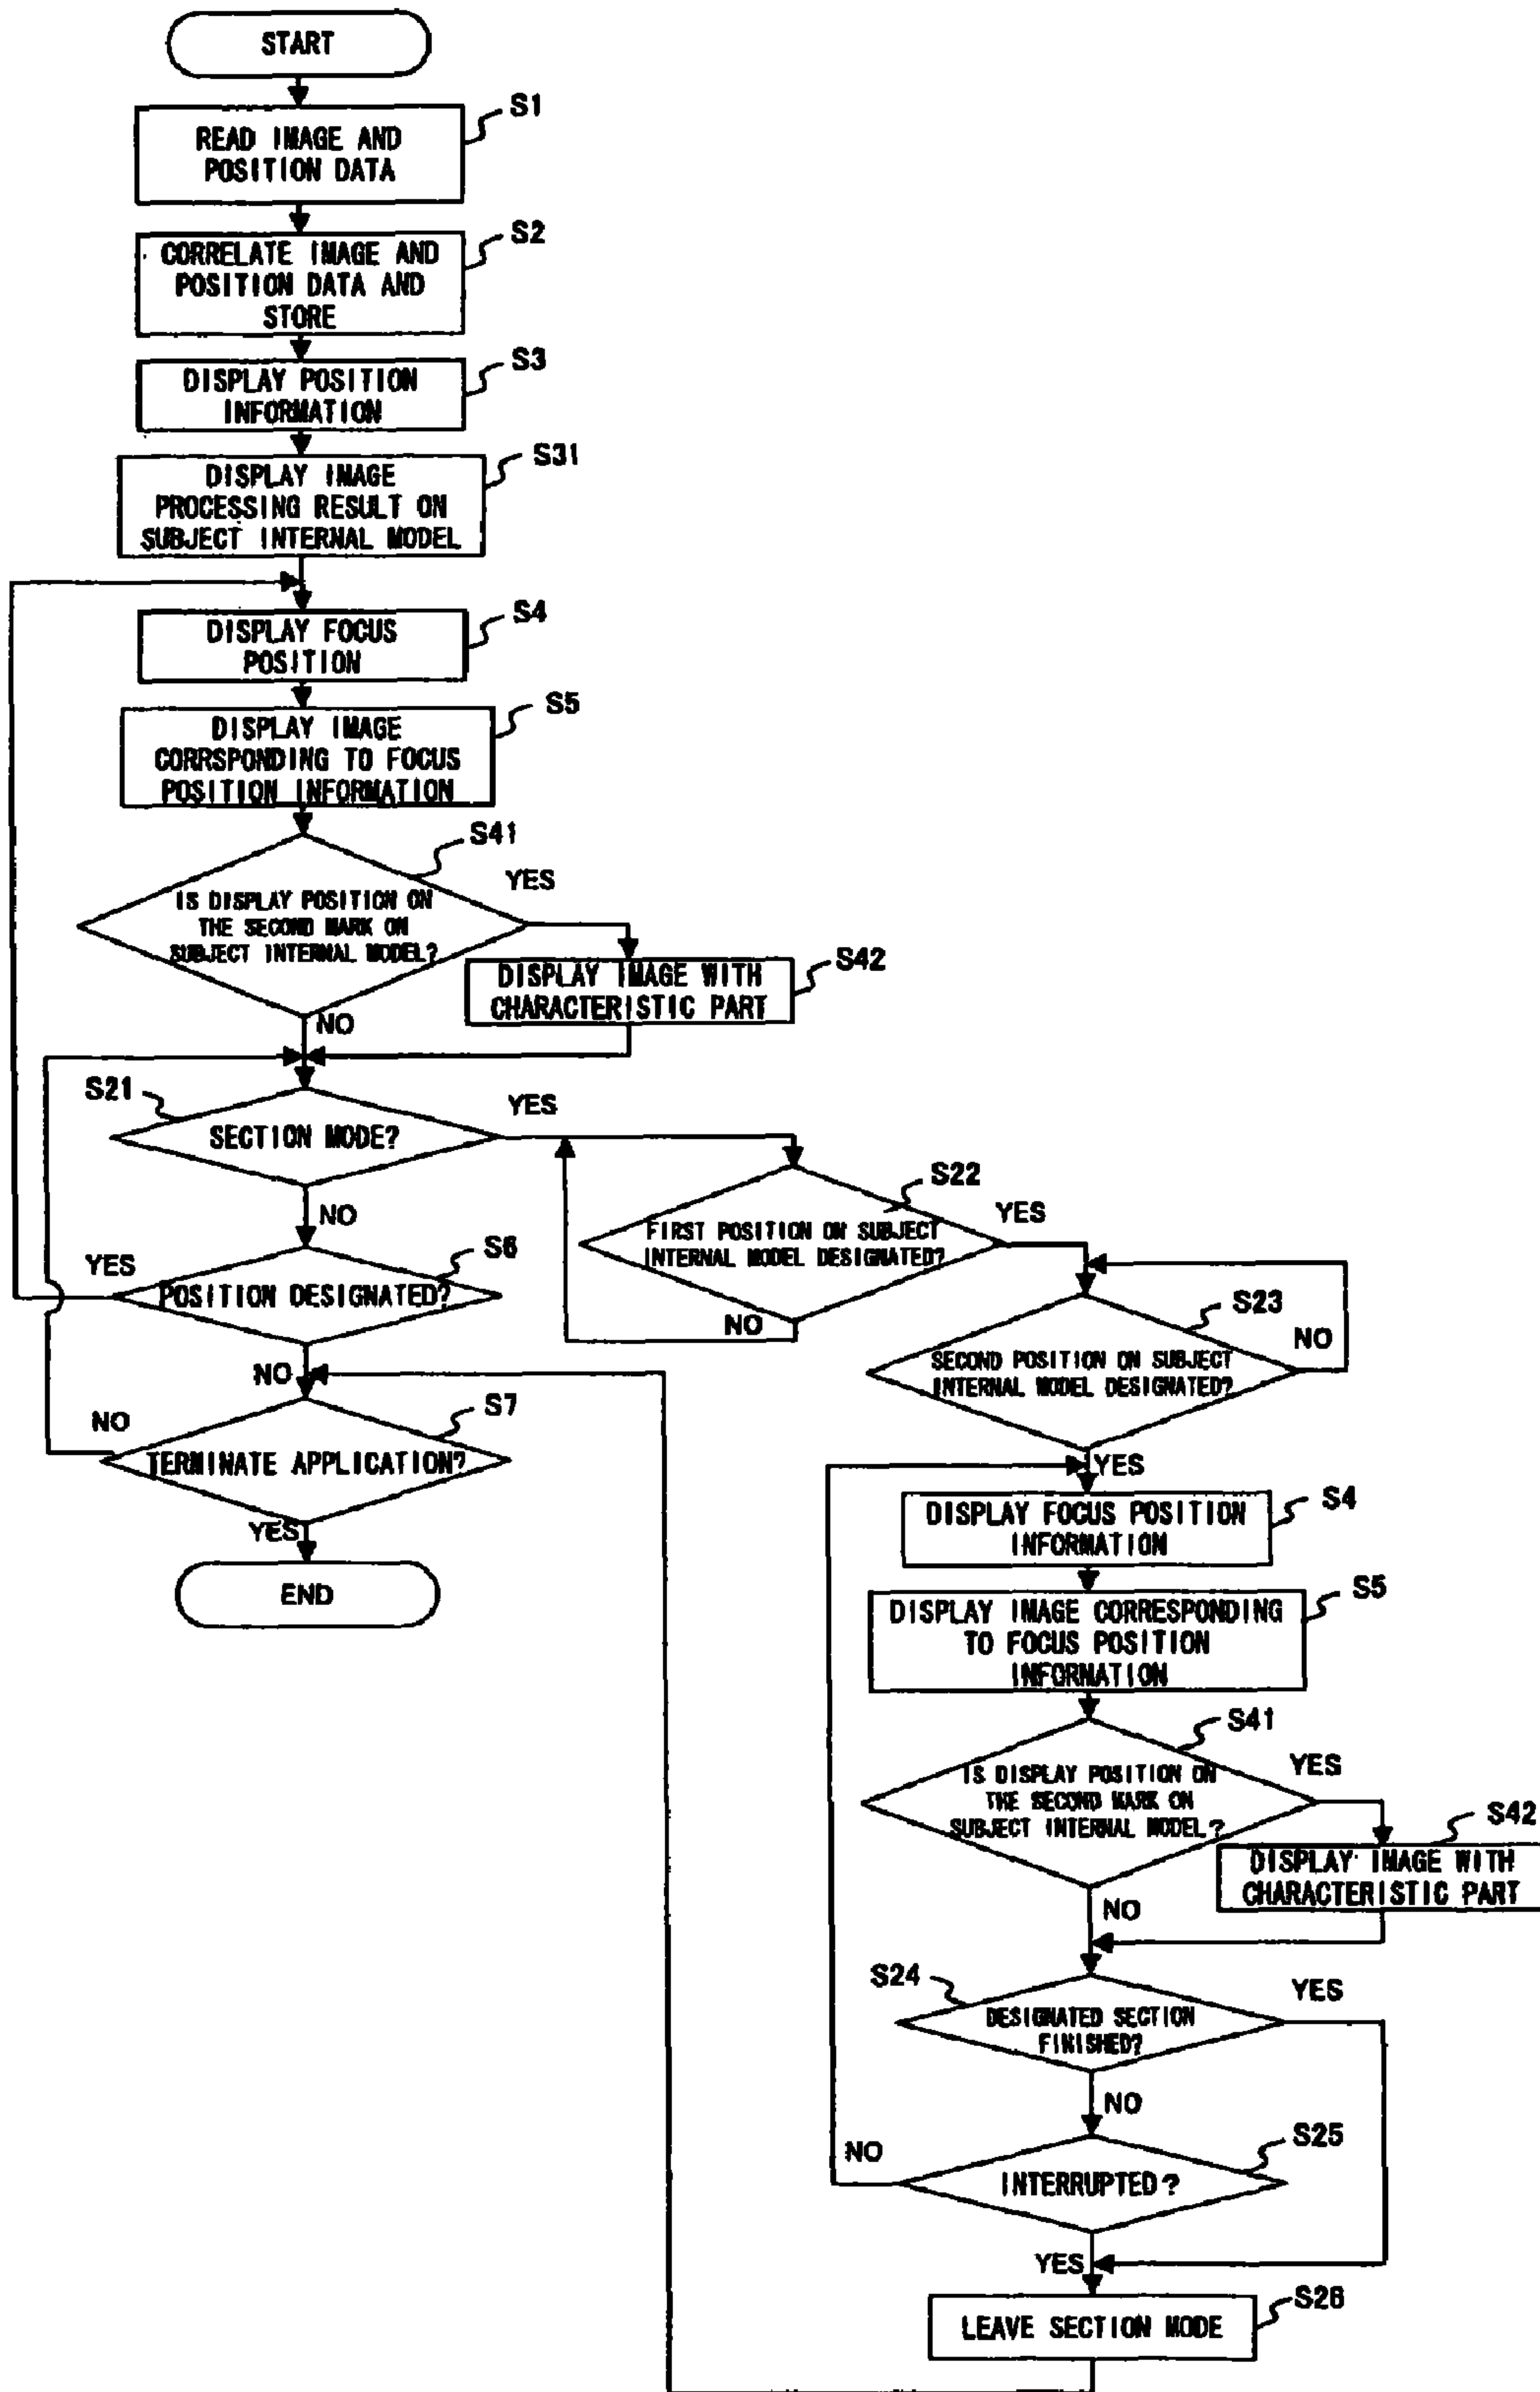 START
S1
READ IMAGE AND
POSITION DATA
S2
CORRELATE IMAGE AND
POSITION DATA AND
STORE
S3
DISPLAY POSITION
INFORMATION
S31
DISPLAY IMAGE
PROCESSING RESULT ON
SUBJECT INTERNAL MODEL
S4
DISPLAY FOCUS
POSITION
S5
DISPLAY IMAGE
CORRSPONDING TO FOCUS
POSITION INFORMATION
S41
YES
IS DISPLAY POSITION ON
THE SECOND MARK ON
SUBJECT INTERNAL MODEL?
S42
DISPLAY IMAGE WITH
CHARACTERISTIC PART
NO
S21
YES
SECTION MODE?
NO
S22
YES
FIRST POSITION ON SUBJECT
INTERNAL MODEL DESIGNATED?
NO
S6
YES
POSITION DESIGNATED?
NO
S23
NO
SECOND POSITION ON SUBJECT
INTERNAL MODEL DESIGNATED?
YES
S7
NO
TERMINATE APPLICATION?
YES
END
S4
DISPLAY FOCUS POSITION
INFORMATION
S5
DISPLAY IMAGE CORRESPONDING
TO FOCUS POSITION
INFORMATION
S41
YES
IS DISPLAY POSITION ON
THE SECOND MARK ON
SUBJECT INTERNAL MODEL?
S42
DISPLAY IMAGE WITH
CHARACTERISTIC PART
NO
S24
YES
DESIGNATED SECTION
FINISHED?
NO
S25
NO
INTERRUPTED?
YES
S26
LEAVE SECTION MODE